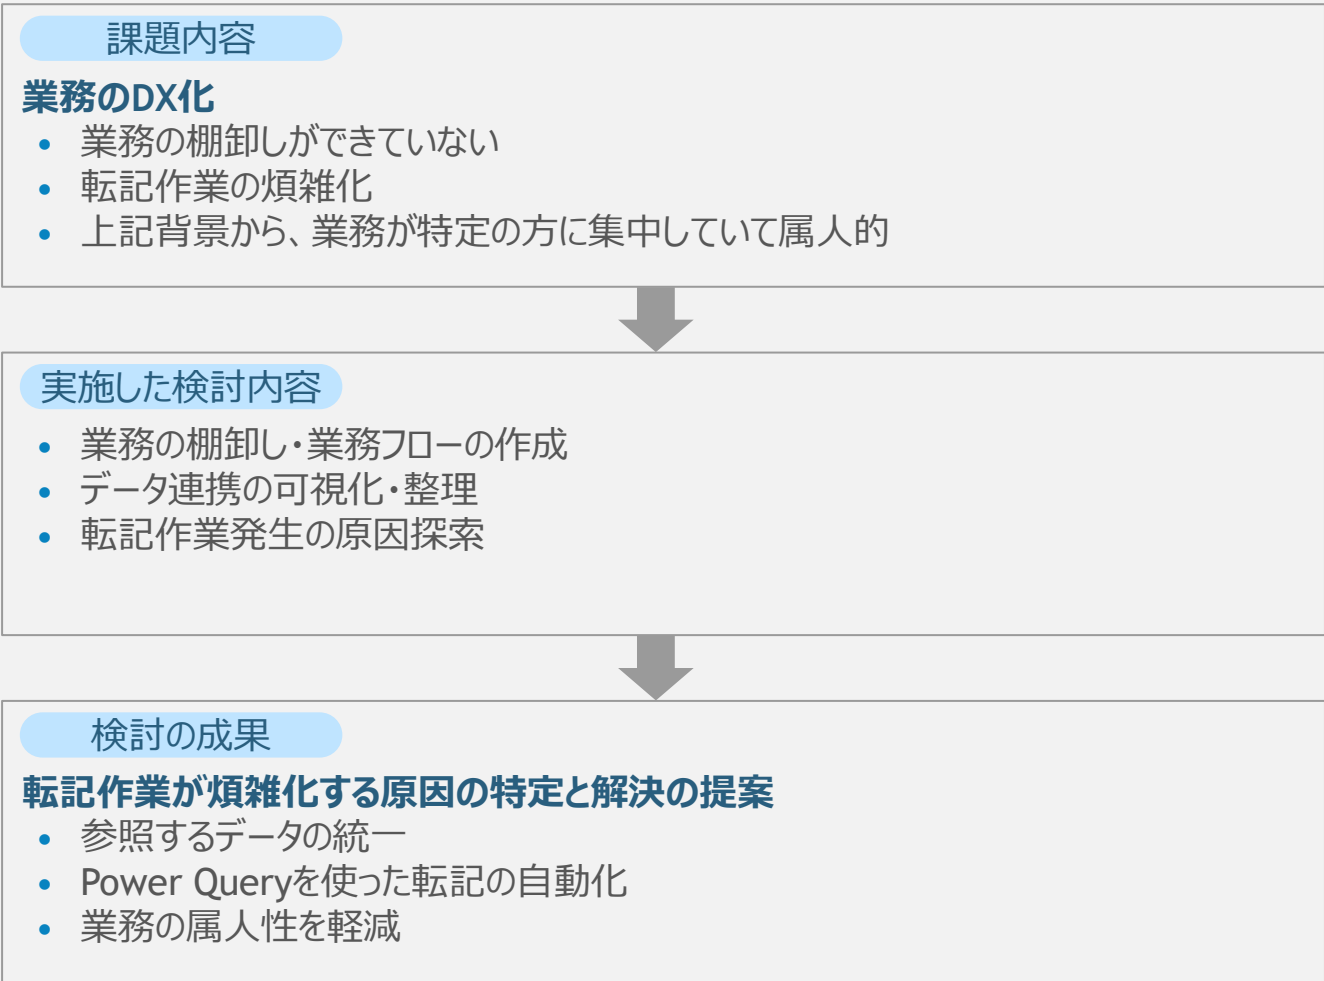 課題内容
業務のDX化
• 業務の棚卸しができていない
• 転記作業の煩雑化
• 上記背景から、業務が特定の方に集中していて属人的
実施した検討内容
• 業務の棚卸し・業務フローの作成
• データ連携の可視化・整理
• 転記作業発生の原因探索
検討の成果
転記作業が煩雑化する原因の特定と解決の提案
• 参照するデータの統一
• Power Queryを使った転記の自動化
• 業務の属人性を軽減